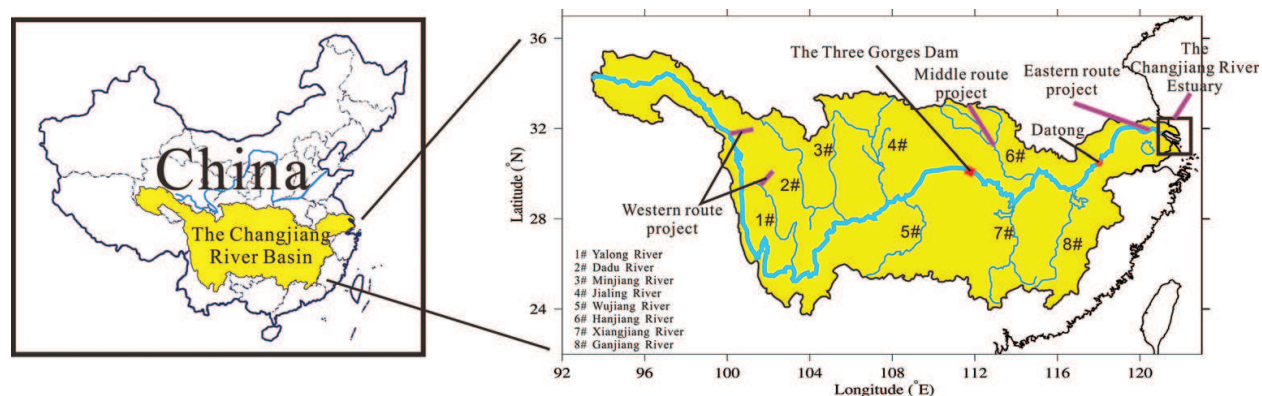 China
The Changjiang
River Basin
36
32
28
24
Latitude (°N)
92
96
100
104
108
112
116
120
Longitude (°E)
The Three Gorges Dam
Middle route
project
Eastern route
project
The
Changjiang River
Estuary
Datong
Western route
project
1#
2#
3#
4#
5#
6#
7#
8#
1# Yalong River
2# Dadu River
3# Minjiang River
4# Jialing River
5# Wujiang River
6# Hanjiang River
7# Xiangjiang River
8# Ganjiang River